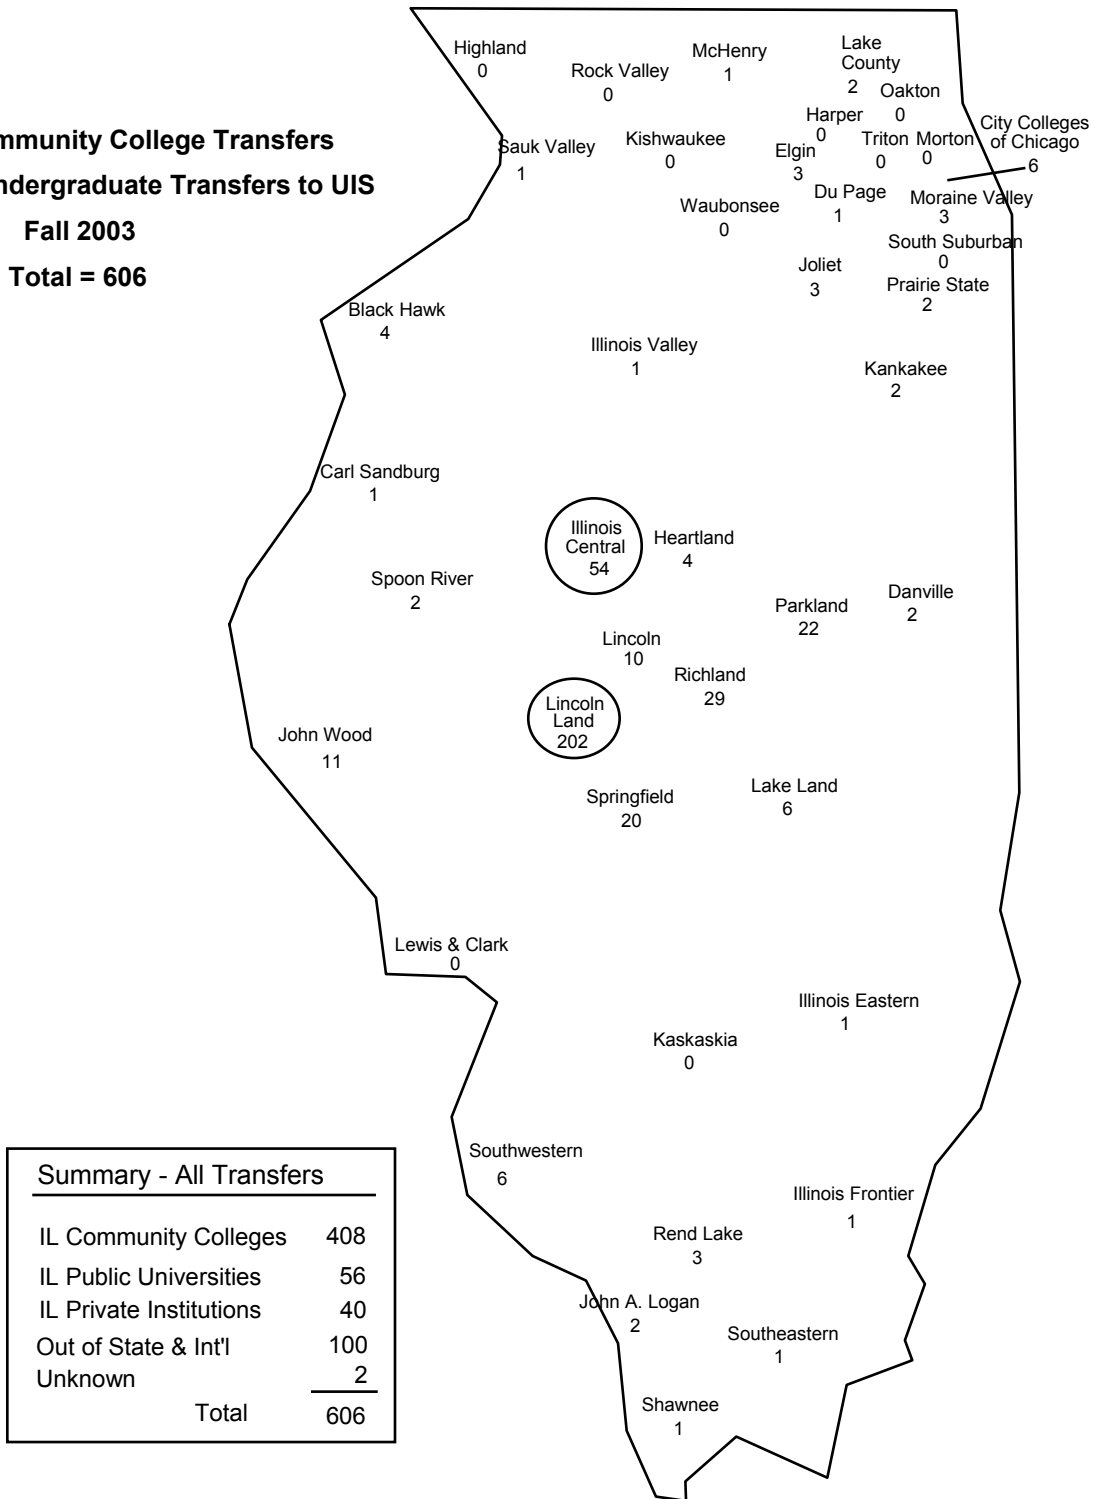 mmunity College Transfers
ndergraduate Transfers to UIS
Fall 2003
Total = 606
Highland
0
Rock Valley
0
McHenry
1
Lake
County
2
Oakton
0
Harper
0
Triton
0
Morton
0
City Colleges
of Chicago
6
Sauk Valley
1
Kishwaukee
0
Elgin
3
Du Page
1
Moraine Valley
3
Waubonsee
0
South Suburban
0
Joliet
3
Prairie State
2
Black Hawk
4
Illinois Valley
1
Kankakee
2
Carl Sandburg
1
Illinois
Central
54
Heartland
4
Spoon River
2
Parkland
22
Danville
2
Lincoln
10
Richland
29
Lincoln
Land
202
John Wood
11
Springfield
20
Lake Land
6
Lewis & Clark
0
Illinois Eastern
1
Kaskaskia
0
Southwestern
6
Illinois Frontier
1
Rend Lake
3
John A. Logan
2
Southeastern
1
Shawnee
1
Summary - All Transfers
IL Community Colleges 408
IL Public Universities 56
IL Private Institutions 40
Out of State & Int'l 100
Unknown 2
Total 606